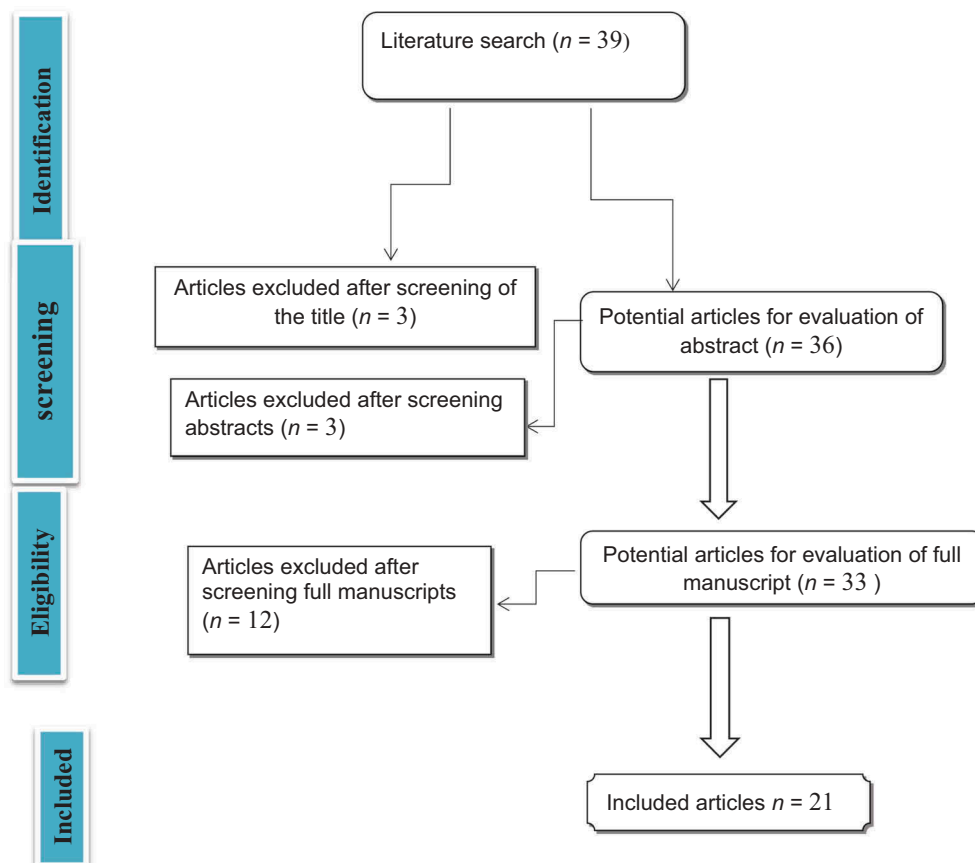 Identification
Literature search (n = 39)
screening
Articles excluded after screening of
the title (n = 3)
Potential articles for evaluation of
abstract (n = 36)
Articles excluded after screening
abstracts (n = 3)
Eligibility
Potential articles for evaluation of full
manuscript (n = 33 )
Articles excluded after
screening full manuscripts
(n = 12)
Included
Included articles n = 21